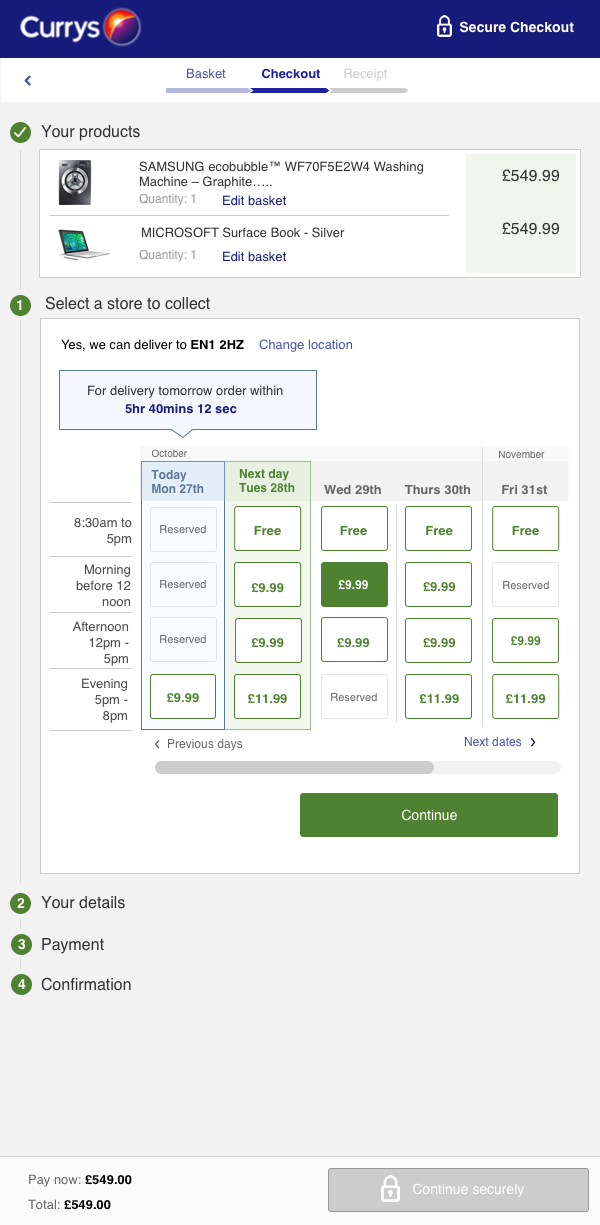 Currys
Secure Checkout
Basket
Checkout
Receipt
Your products
SAMSUNG ecobubble™ WF70F5E2W4 Washing
Machine – Graphite…..
£549.99
Quantity: 1
Edit basket
MICROSOFT Surface Book - Silver
£549.99
Quantity: 1
Edit basket
1
Select a store to collect
Yes, we can deliver to EN1 2HZ
Change location
For delivery tomorrow order within
5hr 40mins 12 sec
October
November
Today
Mon 27th
Next day
Tues 28th
Wed 29th
Thurs 30th
Fri 31st
8:30am to
5pm
Reserved
Free
Free
Free
Free
Morning
before 12
noon
Reserved
£9.99
£9.99
£9.99
Reserved
Afternoon
12pm -
5pm
Reserved
£9.99
£9.99
£9.99
£9.99
Evening
5pm -
8pm
£9.99
£11.99
Reserved
£11.99
£11.99
Previous days
Next dates
Continue
2
Your details
3
Payment
4
Confirmation
Pay now: £549.00
Total: £549.00
Continue securely